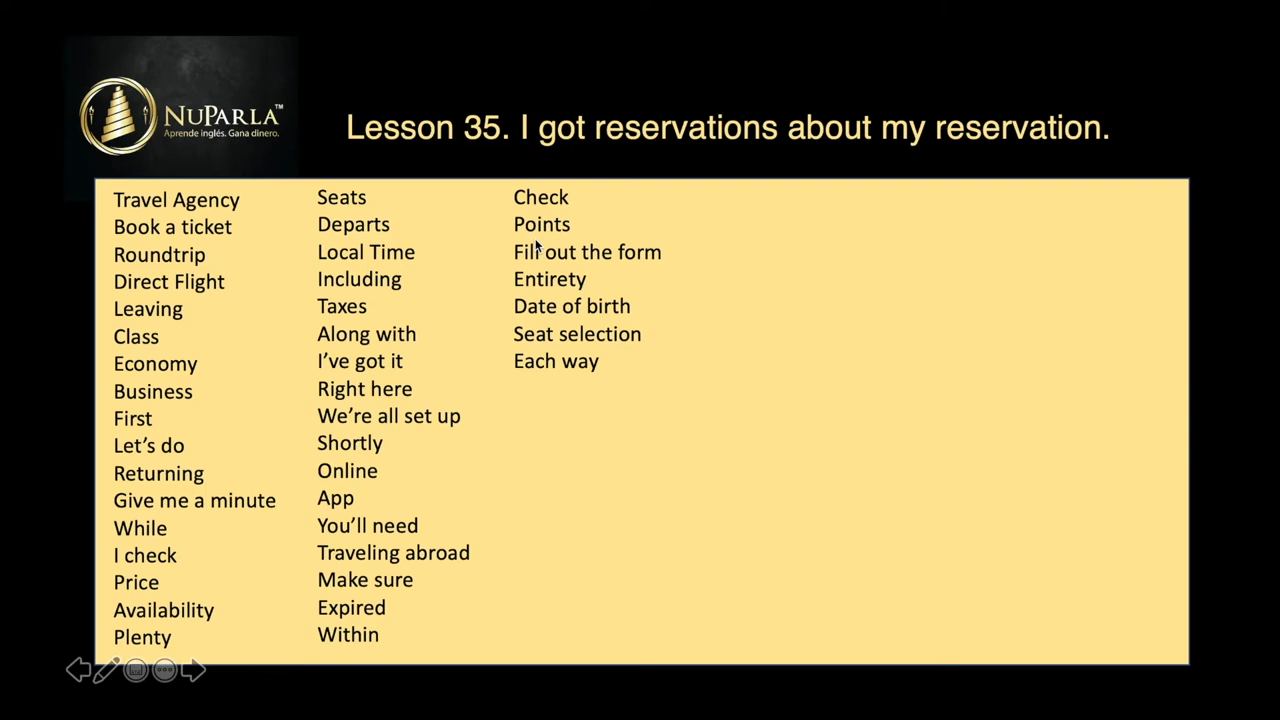 NUPARLA™
Aprende inglés. Gana dinero.
Lesson 35. I got reservations about my reservation.
Travel Agency
Book a ticket
Roundtrip
Direct Flight
Leaving
Class
Economy
Business
First
Let's do
Returning
Give me a minute
While
I check
Price
Availability
Plenty
Seats
Departs
Local Time
Including
Taxes
Along with
I've got it
Right here
We're all set up
Shortly
Online
App
You'll need
Traveling abroad
Make sure
Expired
Within
Check
Points
Fill out the form
Entirety
Date of birth
Seat selection
Each way